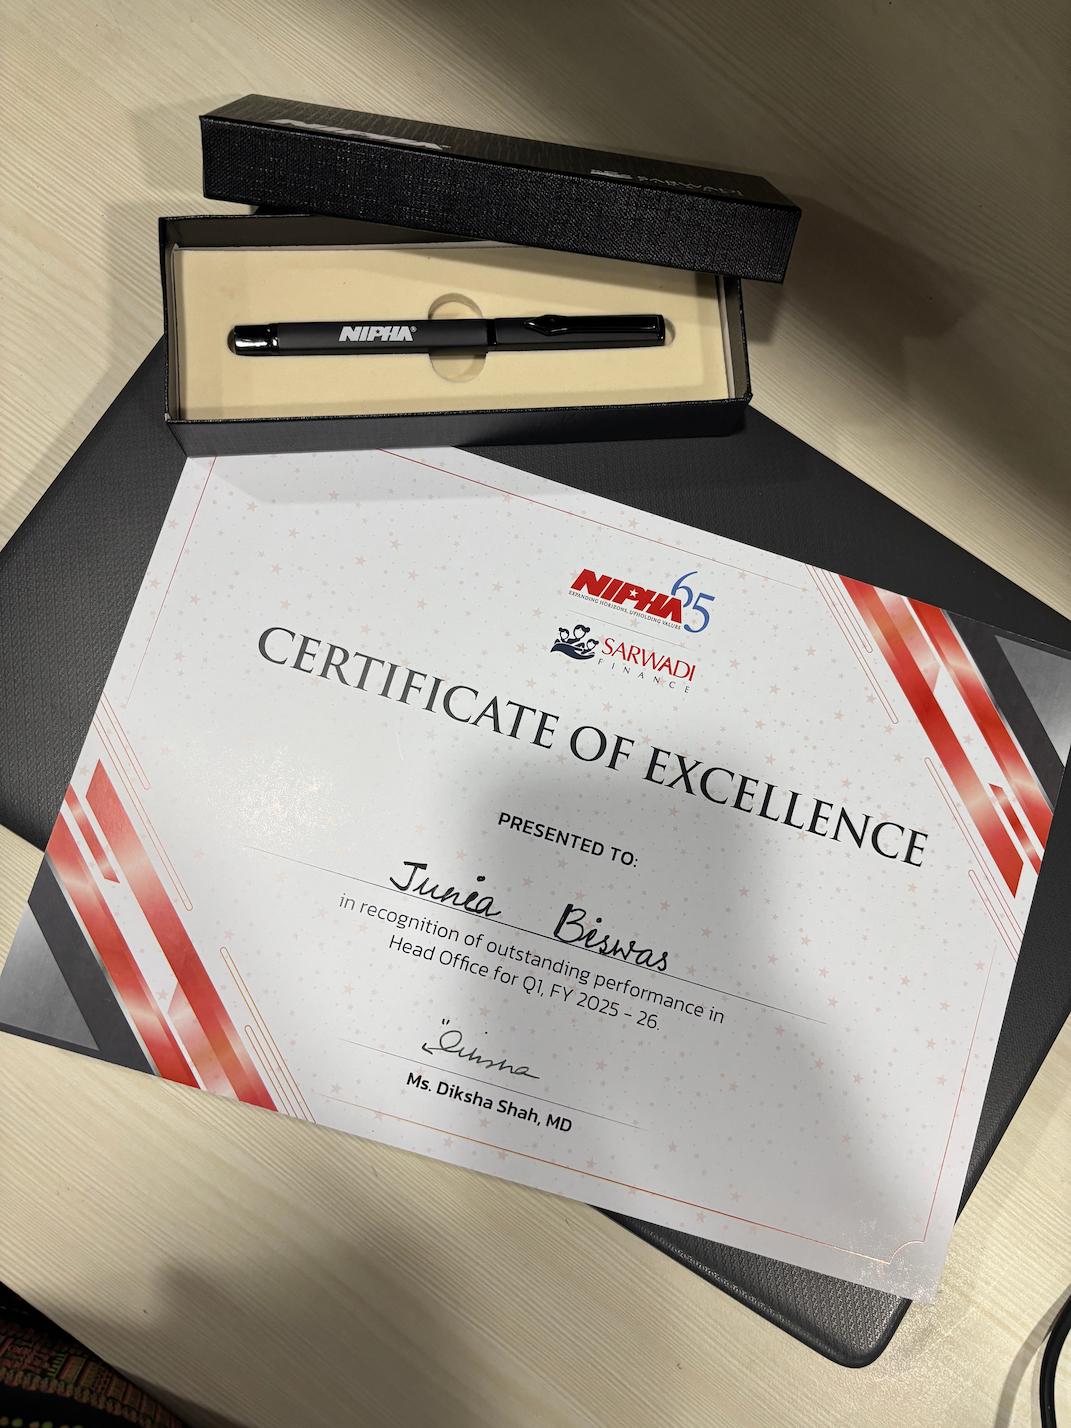 SARWADI
NIPHA®
NIPHA 65
EXPANDING HORIZONS, UPHOLDING VALUES
SARWADI
FINANCE
CERTIFICATE OF EXCELLENCE
PRESENTED TO:
Junia Biswas
in recognition of outstanding performance in
Head Office for Q1, FY 2025 - 26.
Diksha
Ms. Diksha Shah, MD